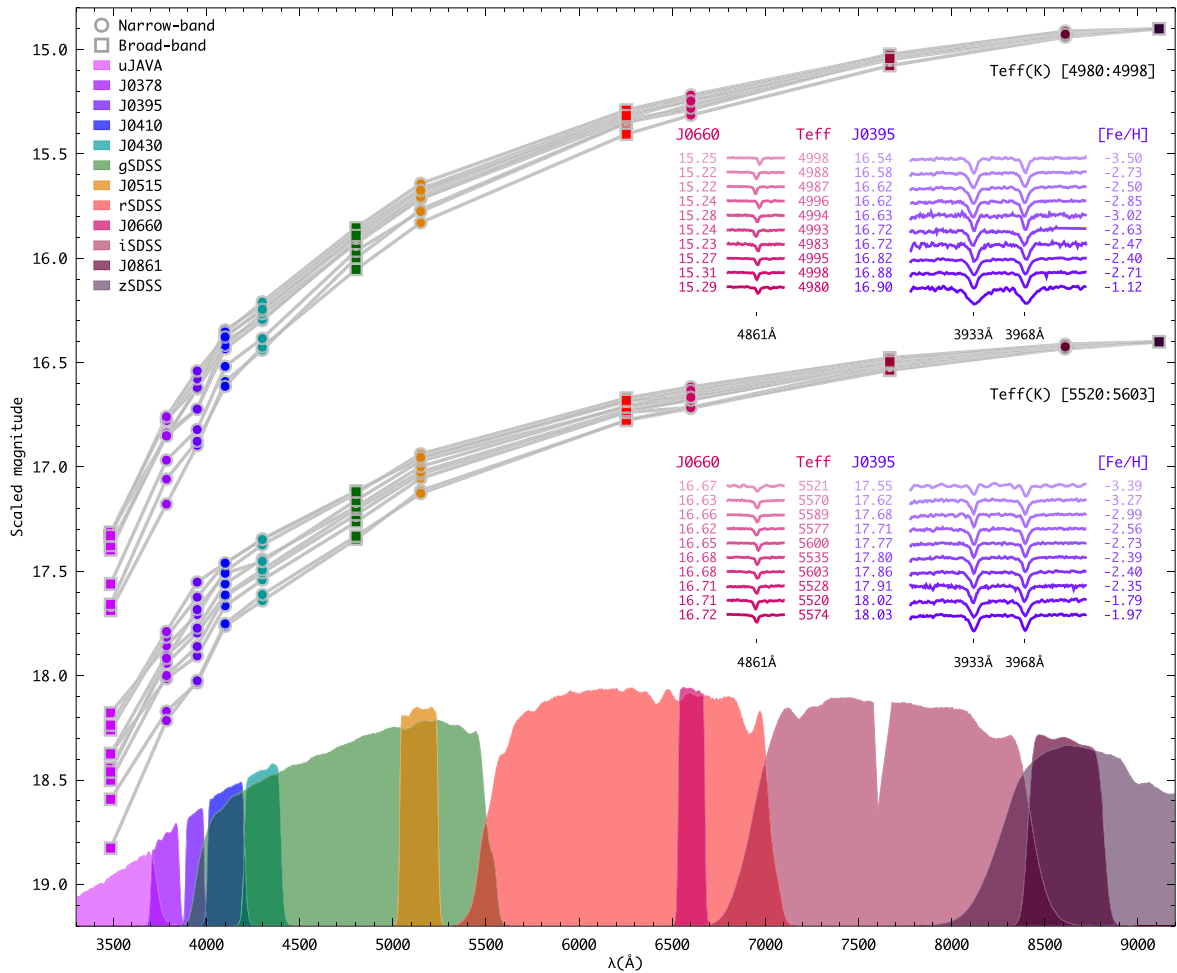 Narrow-band
Broad-band
uJAVA
J0378
J0395
J0410
J0430
gSDSS
J0515
rSDSS
J0660
iSDSS
J0861
zSDSS
Teff(K) [4980:4998]
J0660 Teff J0395 [Fe/H]
15.25 4998 16.54 -3.50
15.22 4988 16.58 -2.73
15.22 4987 16.62 -2.50
15.24 4996 16.62 -2.85
15.28 4994 16.63 -3.02
15.24 4993 16.72 -2.63
15.23 4983 16.72 -2.47
15.27 4995 16.82 -2.40
15.31 4998 16.88 -2.71
15.29 4980 16.90 -1.12
4861Å 3933Å 3968Å
Teff(K) [5520:5603]
J0660 Teff J0395 [Fe/H]
16.67 5521 17.55 -3.39
16.63 5570 17.62 -3.27
16.66 5589 17.68 -2.99
16.62 5577 17.71 -2.56
16.65 5600 17.77 -2.73
16.68 5535 17.80 -2.39
16.68 5603 17.86 -2.40
16.71 5528 17.91 -2.35
16.71 5520 18.02 -1.79
16.72 5574 18.03 -1.97
4861Å 3933Å 3968Å
Scaled magnitude
15.0
15.5
16.0
16.5
17.0
17.5
18.0
18.5
19.0
3500 4000 4500 5000 5500 6000 6500 7000 7500 8000 8500 9000
λ(Å)